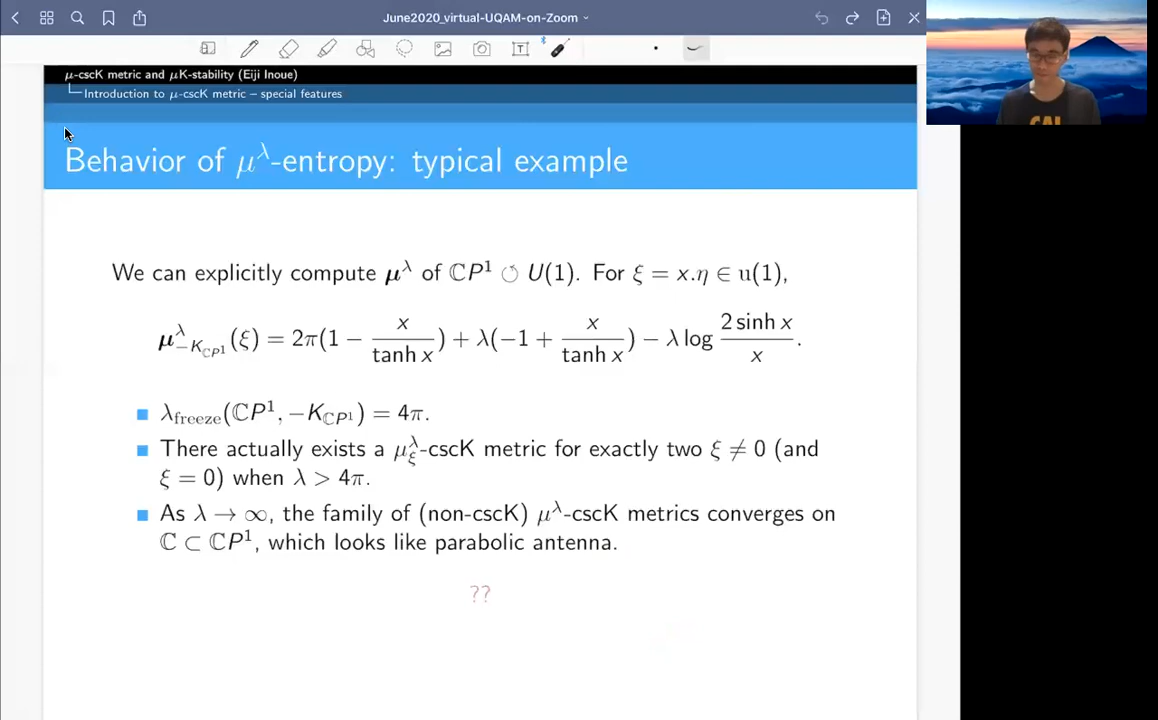 June2020_virtual-UQAM-on-Zoom
μ-cscK metric and μK-stability (Eiji Inoue)
Introduction to μ-cscK metric – special features
Behavior of μ^λ-entropy: typical example
We can explicitly compute μ^λ of ℂP¹ ↺ U(1). For ξ = x.η ∈ u(1),
μ^λ_{−K_{ℂP¹}}(ξ) = 2π(1 − x / tanh x) + λ(−1 + x / tanh x) − λ log 2 sinh x / x.
■ λ_freeze(ℂP¹, −K_{ℂP¹}) = 4π.
■ There actually exists a μ^λ_ξ-cscK metric for exactly two ξ ≠ 0 (and
ξ = 0) when λ > 4π.
■ As λ → ∞, the family of (non-cscK) μ^λ-cscK metrics converges on
ℂ ⊂ ℂP¹, which looks like parabolic antenna.
??
CAL